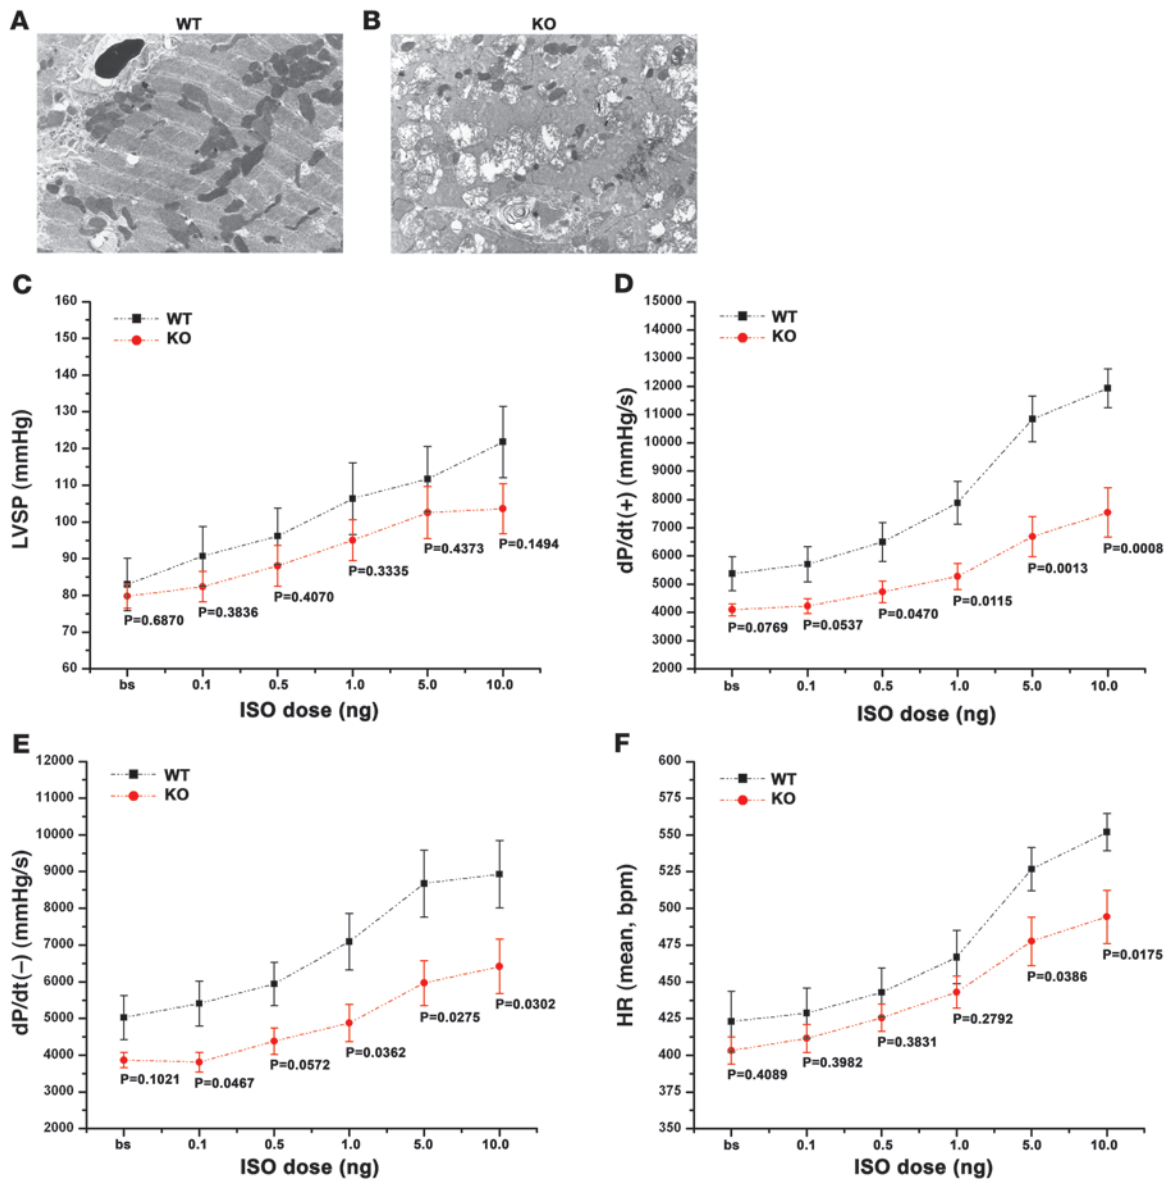 A WT
B KO
C
160
150
140
130
120
110
100
90
80
70
60
LVSP (mmHg)
WT
KO
P=0.6870
P=0.3836
P=0.4070
P=0.3335
P=0.4373
P=0.1494
bs 0.1 0.5 1.0 5.0 10.0
ISO dose (ng)
D
15000
14000
13000
12000
11000
10000
9000
8000
7000
6000
5000
4000
3000
2000
dP/dt(+) (mmHg/s)
WT
KO
P=0.0769
P=0.0537
P=0.0470
P=0.0115
P=0.0013
P=0.0008
bs 0.1 0.5 1.0 5.0 10.0
ISO dose (ng)
E
12000
11000
10000
9000
8000
7000
6000
5000
4000
3000
2000
dP/dt(−) (mmHg/s)
WT
KO
P=0.1021
P=0.0467
P=0.0572
P=0.0362
P=0.0275
P=0.0302
bs 0.1 0.5 1.0 5.0 10.0
ISO dose (ng)
F
600
575
550
525
500
475
450
425
400
375
350
HR (mean, bpm)
WT
KO
P=0.4089
P=0.3982
P=0.3831
P=0.2792
P=0.0386
P=0.0175
bs 0.1 0.5 1.0 5.0 10.0
ISO dose (ng)